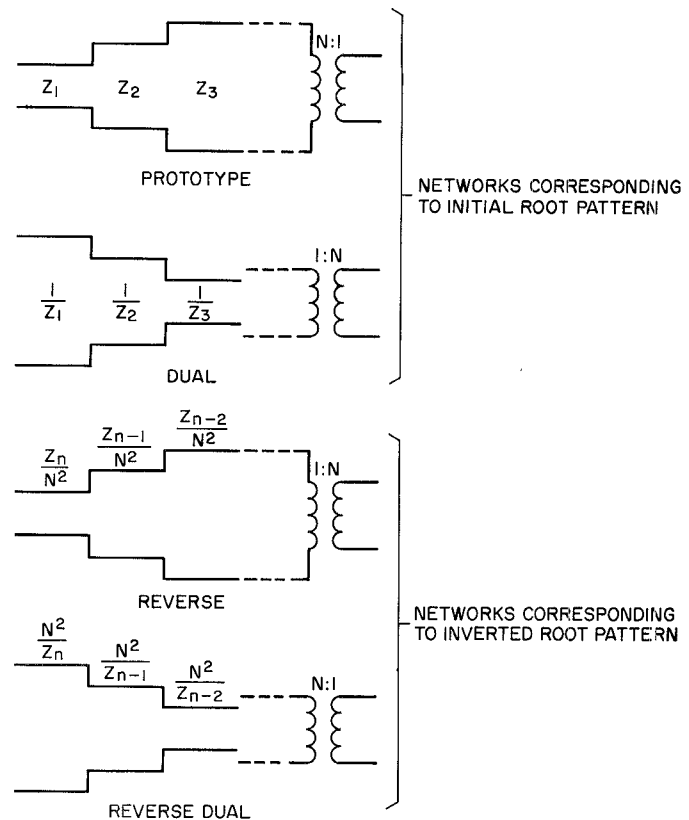 N:1
Z1 Z2 Z3
PROTOTYPE
NETWORKS CORRESPONDING
TO INITIAL ROOT PATTERN
1:N
1/Z1 1/Z2 1/Z3
DUAL
Zn/N² Zn-1/N² Zn-2/N²
1:N
REVERSE
NETWORKS CORRESPONDING
TO INVERTED ROOT PATTERN
N²/Zn N²/Zn-1 N²/Zn-2
N:1
REVERSE DUAL